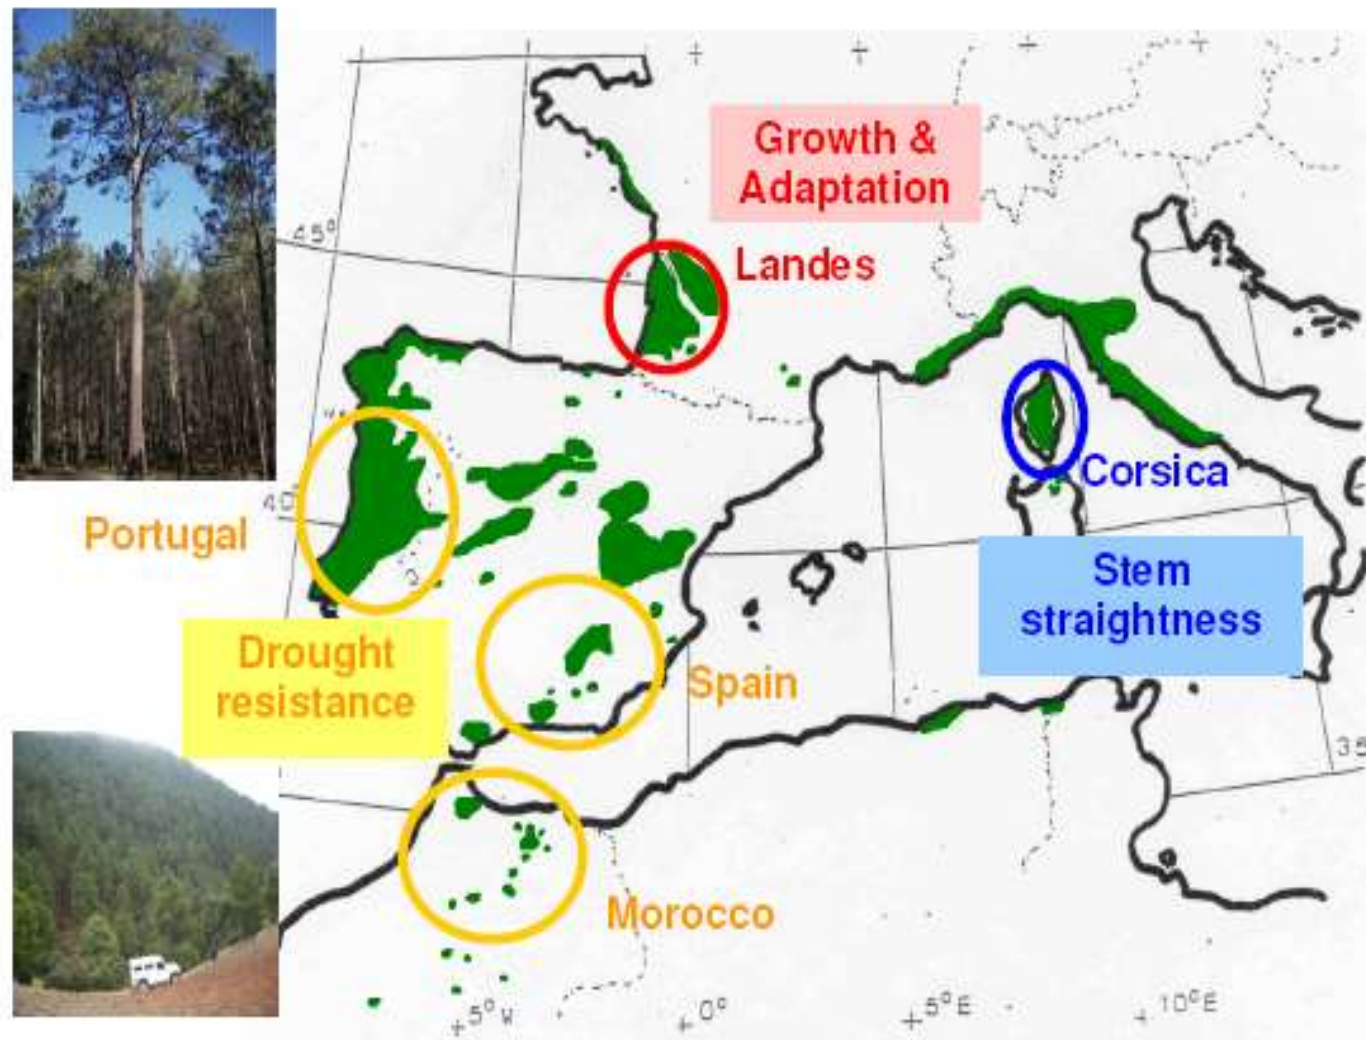 Growth &
Adaptation
45°
Landes
Corsica
40
Portugal
Stem
straightness
Drought
resistance
Spain
35
Morocco
5°W
0°
5°E
10°E